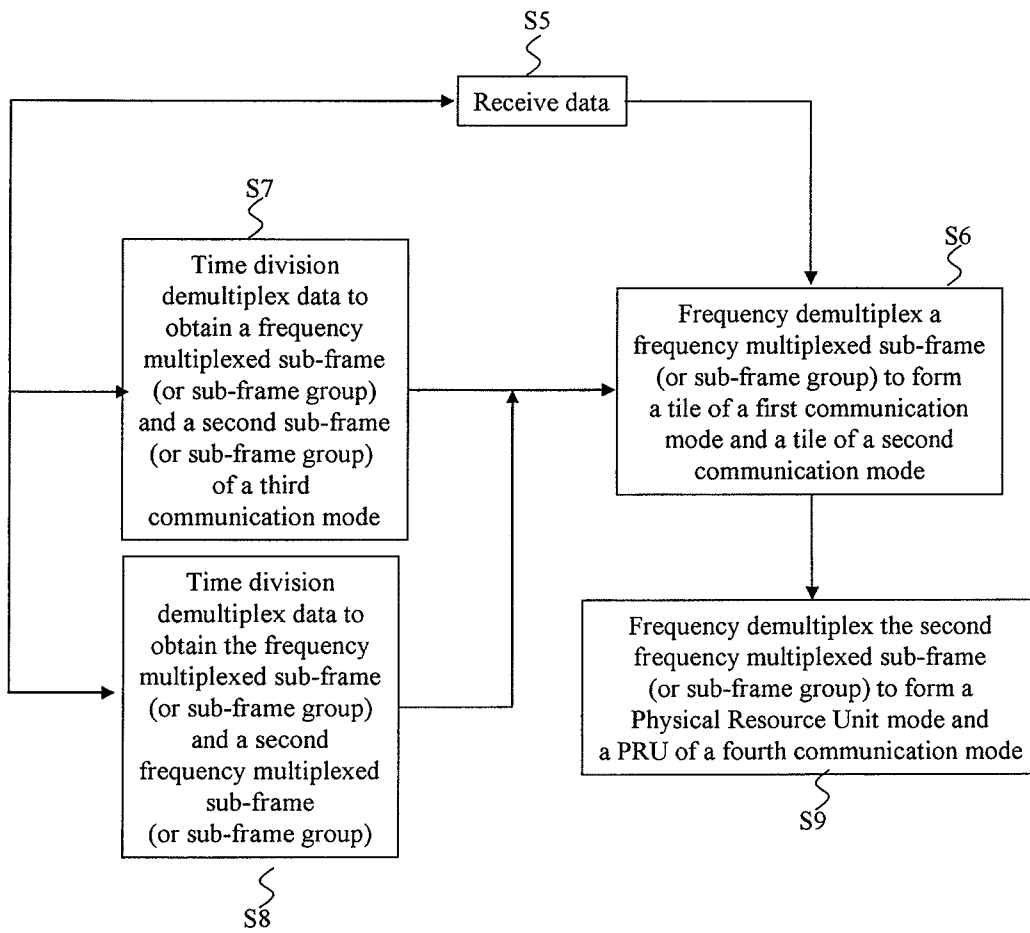 S5
Receive data
S7
Time division
demultiplex data to
obtain a frequency
multiplexed sub-frame
(or sub-frame group)
and a second sub-frame
(or sub-frame group)
of a third
communication mode
S6
Frequency demultiplex a
frequency multiplexed sub-frame
(or sub-frame group) to form
a tile of a first communication
mode and a tile of a second
communication mode
Time division
demultiplex data to
obtain the frequency
multiplexed sub-frame
(or sub-frame group)
and a second
frequency multiplexed
sub-frame
(or sub-frame group)
S8
Frequency demultiplex the second
frequency multiplexed sub-frame
(or sub-frame group) to form a
Physical Resource Unit mode and
a PRU of a fourth communication mode
S9